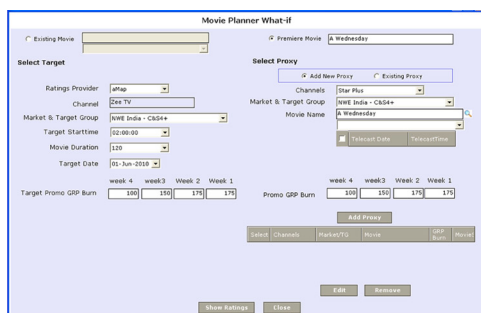 Movie Planner What-if
Existing Movie
Premiere Movie A Wednesday
Select Target
Select Proxy
Add New Proxy Existing Proxy
Ratings Provider aMap
Channels Star Plus
Channel Zee TV
Market & Target Group NWE India - C&S4+
Market & Target Group NWE India - C&S4+
Movie Name A Wednesday
Target Starttime 02:00:00
Telecast Date TelecastTime
Movie Duration 120
Target Date 01-Jun-2010
week 4 week3 Week 2 Week 1
Target Promo GRP Burn 100 150 175 175
week 4 week3 Week 2 Week 1
Promo GRP Burn 100 150 175 175
Add Proxy
Select Channels Market/TG Movie GRP Burn Movie
Edit Remove
Show Ratings Close